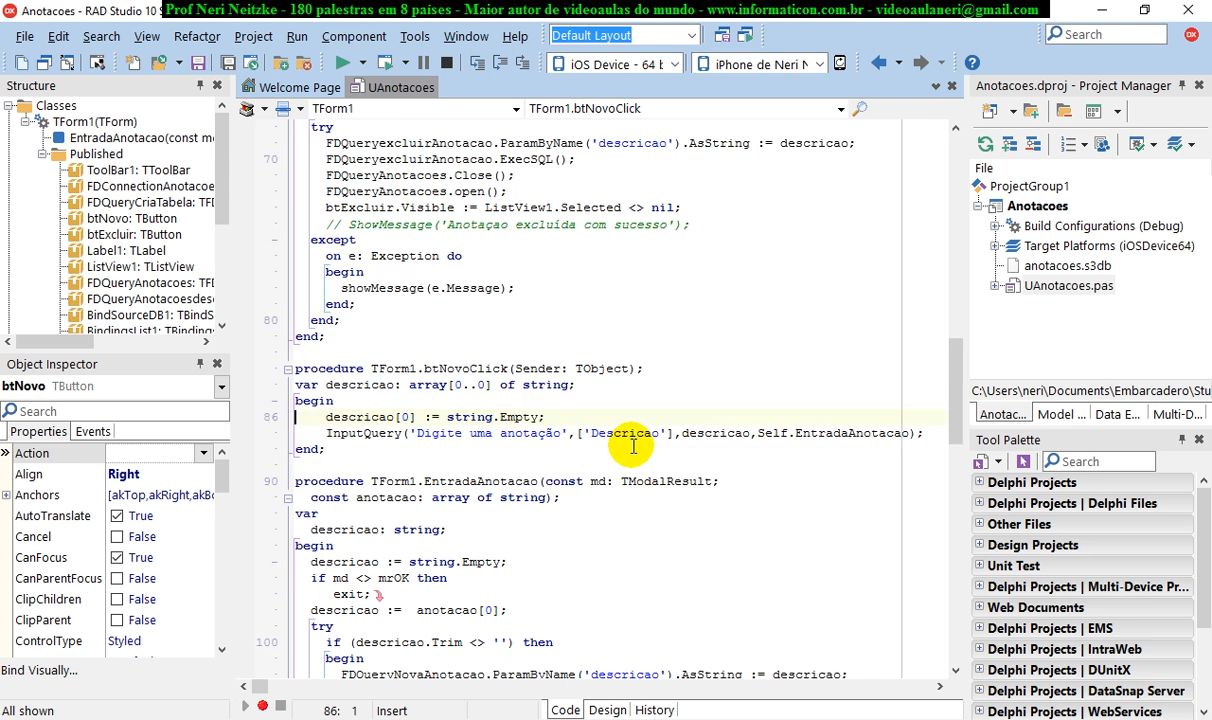 Anotacoes - RAD Studio 10 S
Prof Neri Neitzke - 180 palestras em 8 países - Maior autor de videoaulas do mundo - www.informaticon.com.br - videoaulaneri@gmail.com
File Edit Search View Refactor Project Run Component Tools Window Help
Default Layout
Search
iOS Device - 64 b
iPhone de Neri N
Structure
Classes
TForm1(TForm)
EntradaAnotacao(const m
Published
ToolBar1: TToolBar
FDConnectionAnotacoe
FDQueryCriaTabela: TFD
btNovo: TButton
btExcluir: TButton
Label1: TLabel
ListView1: TListView
FDQueryAnotacoes: TFD
FDQueryAnotacoesdes
BindSourceDB1: TBindS
BindingsList1: TBinding
Object Inspector
btNovo TButton
Search
Properties Events
Action
Align Right
Anchors [akTop,akRight,akBo
AutoTranslate True
Cancel False
CanFocus True
CanParentFocus False
ClipChildren False
ClipParent False
ControlType Styled
Bind Visually...
All shown
Welcome Page UAnotacoes
TForm1 TForm1.btNovoClick
try
FDQueryexcluirAnotacao.ParamByName('descricao').AsString := descricao;
70 FDQueryexcluirAnotacao.ExecSQL();
FDQueryAnotacoes.Close();
FDQueryAnotacoes.open();
btExcluir.Visible := ListView1.Selected <> nil;
// ShowMessage('Anotaçao excluida com sucesso');
except
on e: Exception do
begin
showMessage(e.Message);
end;
80 end;
end;
procedure TForm1.btNovoClick(Sender: TObject);
var descricao: array[0..0] of string;
begin
86 descricao[0] := string.Empty;
InputQuery('Digite uma anotação',['Descricao'],descricao,Self.EntradaAnotacao);
end;
90 procedure TForm1.EntradaAnotacao(const md: TModalResult;
const anotacao: array of string);
var
descricao: string;
begin
descricao := string.Empty;
if md <> mrOK then
exit;
descricao := anotacao[0];
try
100 if (descricao.Trim <> '') then
begin
FDQueryNovaAnotacao.ParamByName('descricao').AsString := descricao;
86: 1 Insert Code Design History
Anotacoes.dproj - Project Manager
File
ProjectGroup1
Anotacoes
Build Configurations (Debug)
Target Platforms (iOSDevice64)
anotacoes.s3db
UAnotacoes.pas
C:\Users\neri\Documents\Embarcadero\Stu
Anotac... Model ... Data E... Multi-D...
Tool Palette
Search
Delphi Projects
Delphi Projects | Delphi Files
Other Files
Design Projects
Unit Test
Delphi Projects | Multi-Device Pr...
Web Documents
Delphi Projects | EMS
Delphi Projects | IntraWeb
Delphi Projects | DUnitX
Delphi Projects | DataSnap Server
Delphi Projects | WebServices